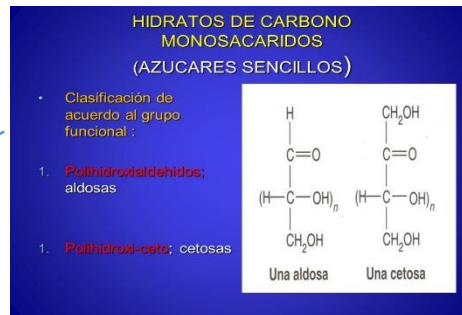 HIDRATOS DE CARBONO
MONOSACARIDOS
(AZUCARES SENCILLOS)
• Clasificación de
acuerdo al grupo
funcional :
1. Polihidroxialdehidos;
aldosas
1. Polihidroxi-ceto; cetosas
H
C=O
(H—C—OH)n
CH2OH
Una aldosa
CH2OH
C=O
(H—C—OH)n
CH2OH
Una cetosa